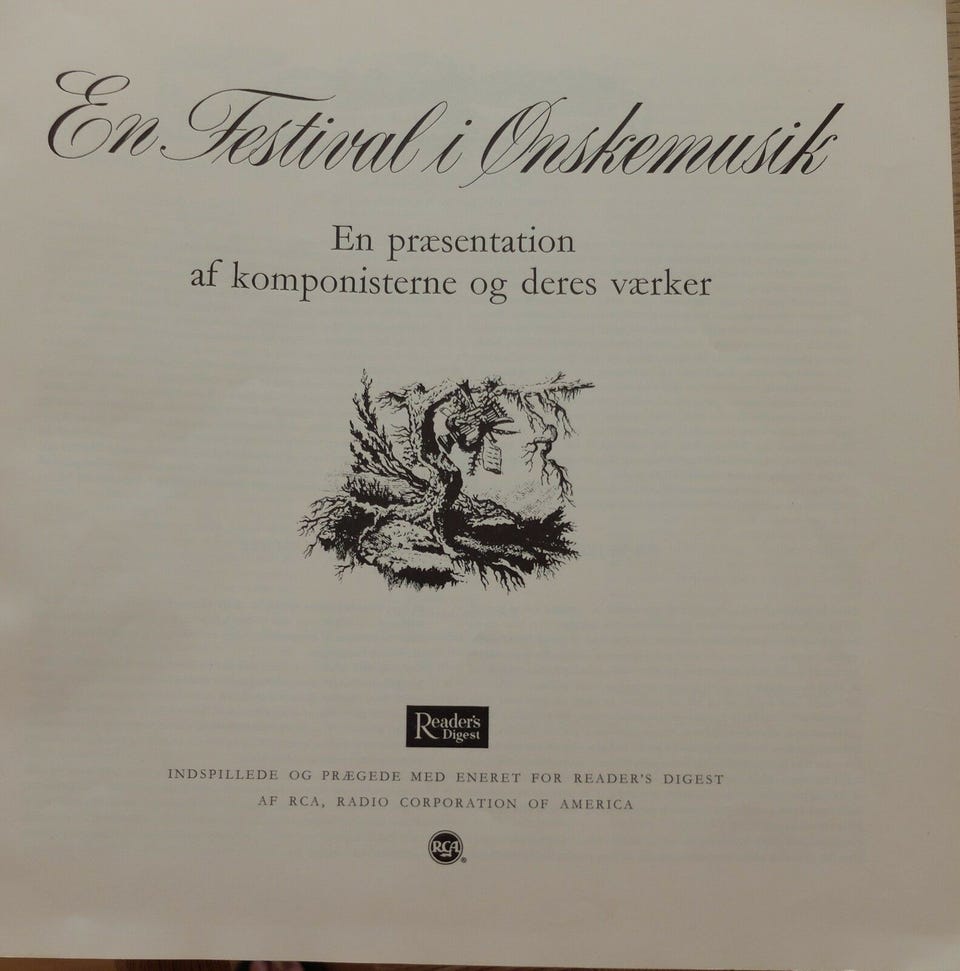 En Festival i Ønskemusik
En præsentation
af komponisterne og deres værker
Reader's
Digest
INDSPILLEDE OG PRÆGEDE MED ENERET FOR READER'S DIGEST
AF RCA, RADIO CORPORATION OF AMERICA
RCA
®